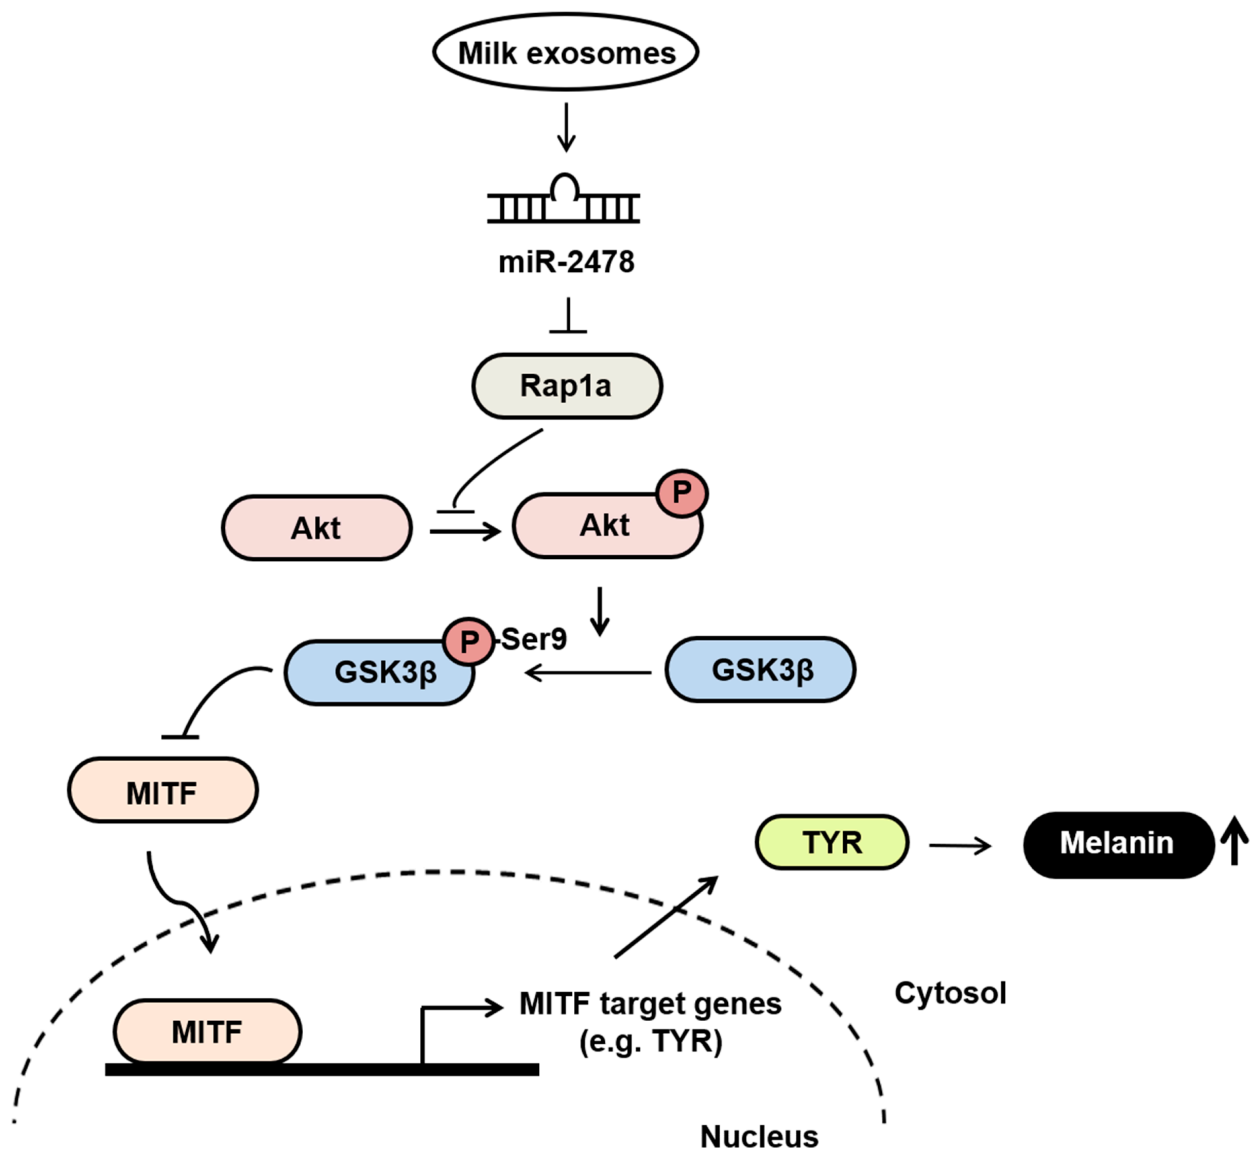 Milk exosomes
miR-2478
Rap1a
Akt
Akt
P
P
-Ser9
GSK3β
GSK3β
MITF
TYR
Melanin
MITF
MITF target genes
(e.g. TYR)
Cytosol
Nucleus